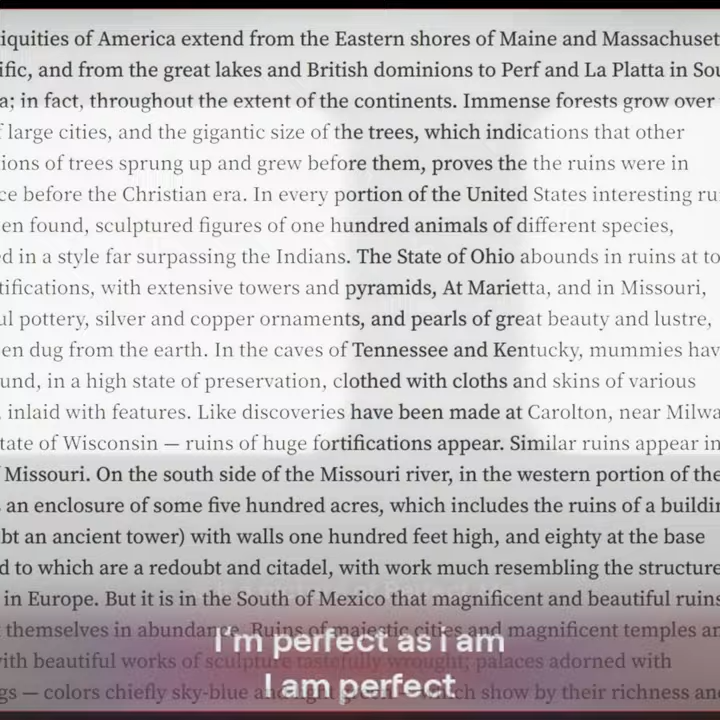 iquities of America extend from the Eastern shores of Maine and Massachuset
ific, and from the great lakes and British dominions to Perf and La Platta in Sou
a; in fact, throughout the extent of the continents. Immense forests grow over
f large cities, and the gigantic size of the trees, which indications that other
ions of trees sprung up and grew before them, proves the the ruins were in
ce before the Christian era. In every portion of the United States interesting ru
en found, sculptured figures of one hundred animals of different species,
d in a style far surpassing the Indians. The State of Ohio abounds in ruins at to
tifications, with extensive towers and pyramids, At Marietta, and in Missouri,
ul pottery, silver and copper ornaments, and pearls of great beauty and lustre,
en dug from the earth. In the caves of Tennessee and Kentucky, mummies hav
und, in a high state of preservation, clothed with cloths and skins of various
, inlaid with features. Like discoveries have been made at Carolton, near Milwa
tate of Wisconsin — ruins of huge fortifications appear. Similar ruins appear in
f Missouri. On the south side of the Missouri river, in the western portion of the
an enclosure of some five hundred acres, which includes the ruins of a buildin
bt an ancient tower) with walls one hundred feet high, and eighty at the base
d to which are a redoubt and citadel, with work much resembling the structure
in Europe. But it is in the South of Mexico that magnificent and beautiful ruins
themselves in abundance. Ruins of majestic cities and magnificent temples an
ith beautiful works of sculpture tastefully wrought; palaces adorned with
gs — colors chiefly sky-blue and light green — which show by their richness and
I'm perfect as i am
I am perfect